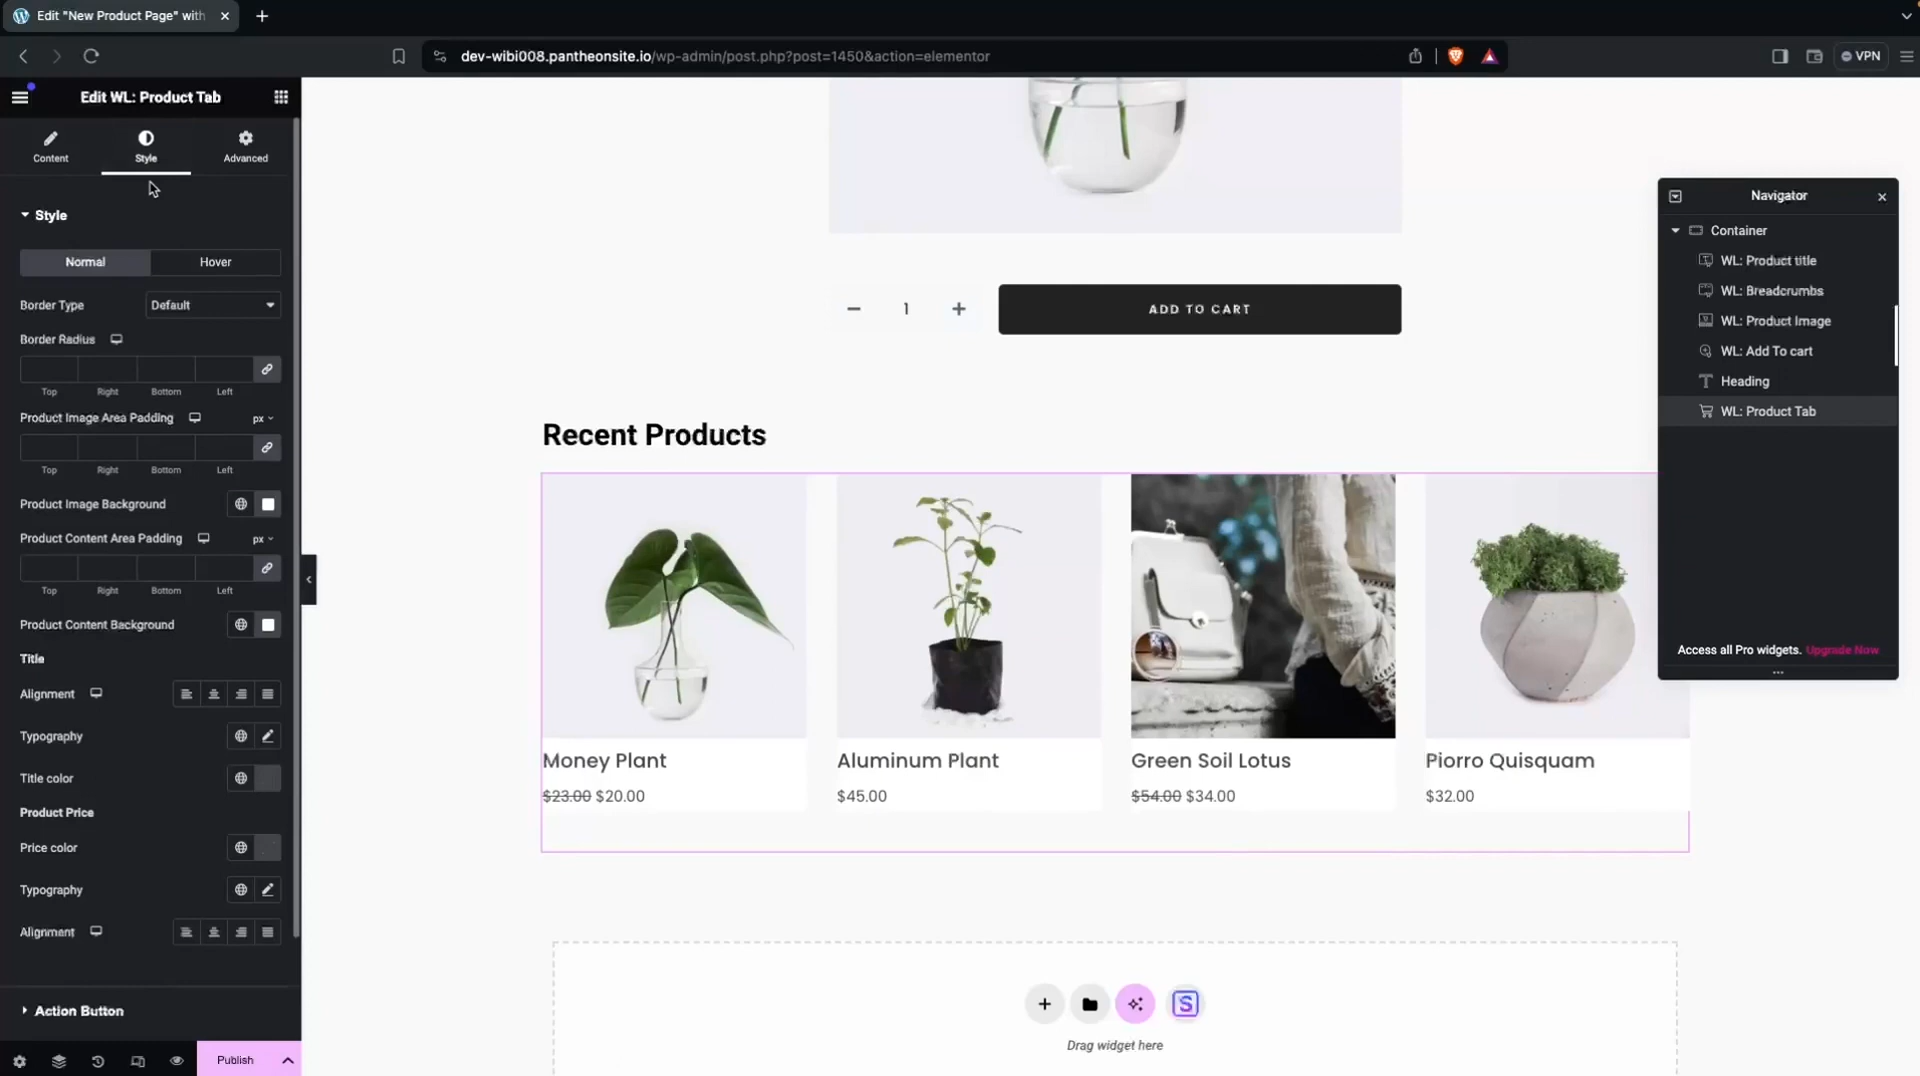 Edit "New Product Page" with
dev-wibi008.pantheonsite.io/wp-admin/post.php?post=1450&action=elementor
VPN
Edit WL: Product Tab
Content
Style
Advanced
Style
Normal
Hover
Border Type
Default
Border Radius
Top
Right
Bottom
Left
Product Image Area Padding
px
Top
Right
Bottom
Left
Product Image Background
Product Content Area Padding
px
Top
Right
Bottom
Left
Product Content Background
Title
Alignment
Typography
Title color
Product Price
Price color
Typography
Alignment
Action Button
Publish
1
ADD TO CART
Recent Products
Money Plant
$23.00 $20.00
Aluminum Plant
$45.00
Green Soil Lotus
$54.00 $34.00
Piorro Quisquam
$32.00
Drag widget here
Navigator
Container
WL: Product title
WL: Breadcrumbs
WL: Product Image
WL: Add To cart
Heading
WL: Product Tab
Access all Pro widgets. Upgrade Now